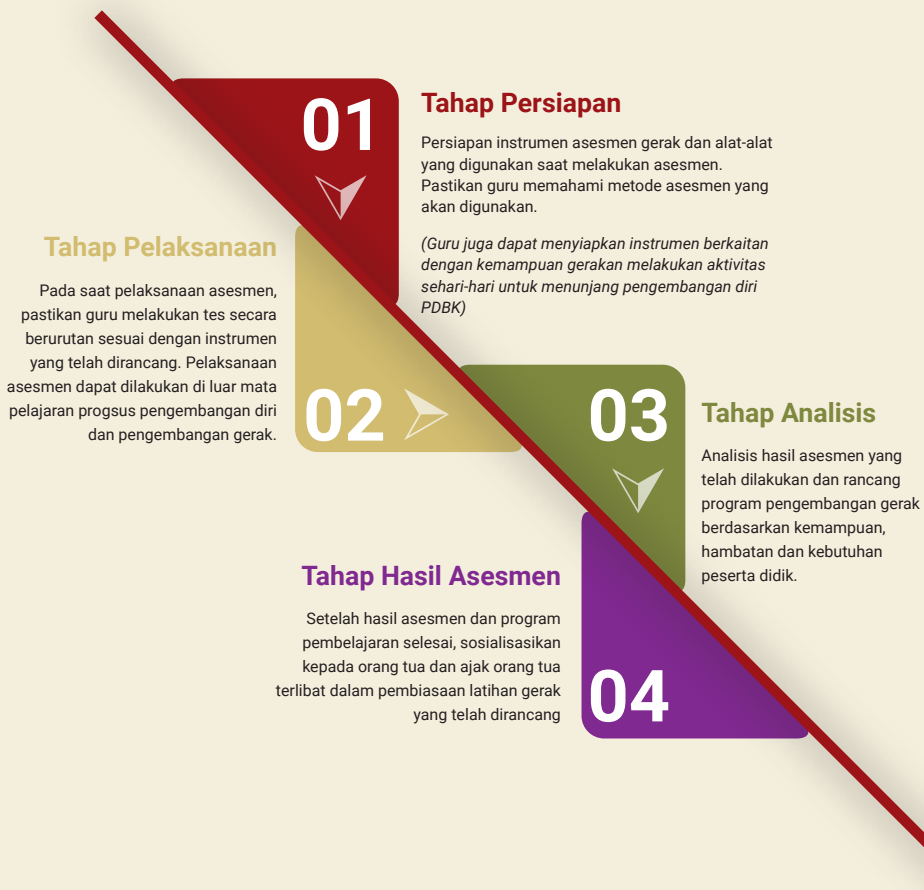 01
Tahap Persiapan
Persiapan instrumen asesmen gerak dan alat-alat
yang digunakan saat melakukan asesmen.
Pastikan guru memahami metode asesmen yang
akan digunakan.
(Guru juga dapat menyiapkan instrumen berkaitan
dengan kemampuan gerakan melakukan aktivitas
sehari-hari untuk menunjang pengembangan diri
PDBK)
02
Tahap Pelaksanaan
Pada saat pelaksanaan asesmen,
pastikan guru melakukan tes secara
berurutan sesuai dengan instrumen
yang telah dirancang. Pelaksanaan
asesmen dapat dilakukan di luar mata
pelajaran progsus pengembangan diri
dan pengembangan gerak.
03
Tahap Analisis
Analisis hasil asesmen yang
telah dilakukan dan rancang
program pengembangan gerak
berdasarkan kemampuan,
hambatan dan kebutuhan
peserta didik.
04
Tahap Hasil Asesmen
Setelah hasil asesmen dan program
pembelajaran selesai, sosialisasikan
kepada orang tua dan ajak orang tua
terlibat dalam pembiasaan latihan gerak
yang telah dirancang